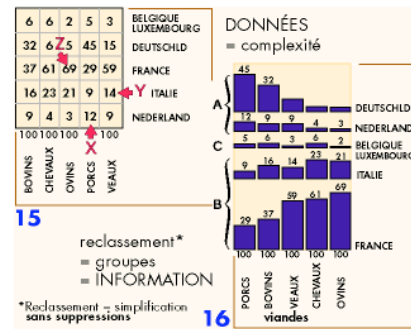 6 6 2 5 3 BELGIQUE
LUXEMBOURG
32 6 Z 5 45 15 DEUTSCHLD
37 61 69 29 59 FRANCE
16 23 21 9 14 Y ITALIE
9 4 3 12 9 NEDERLAND
100 100 100 100 100
X
BOVINS CHEVAUX OVINS PORCS VEAUX
15
reclassement*
= groupes
= INFORMATION
*Reclassement = simplification
sans suppressions
DONNÉES
= complexité
45 32
A DEUTSCHLD
12 9 9 4 3 NEDERLAND
C 5 6 3 6 2 BELGIQUE
LUXEMBOURG
9 16 14 23 21 ITALIE
B 29 37 59 61 69 FRANCE
100 100 100 100 100
PORCS BOVINS VEAUX CHEVAUX OVINS
16 viandes